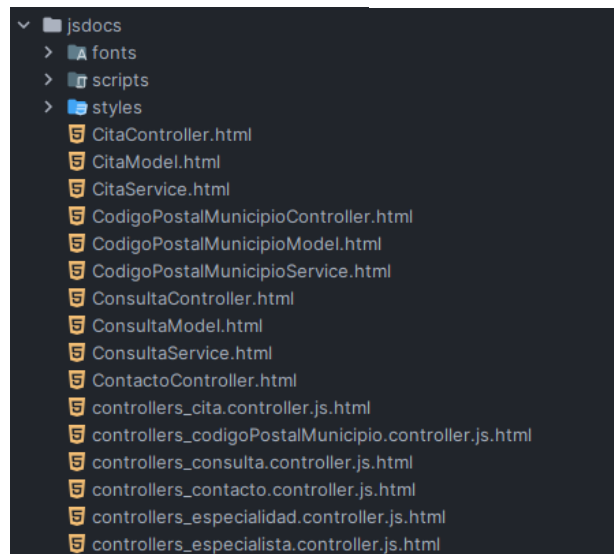 jsdocs
fonts
scripts
styles
CitaController.html
CitaModel.html
CitaService.html
CodigoPostalMunicipioController.html
CodigoPostalMunicipioModel.html
CodigoPostalMunicipioService.html
ConsultaController.html
ConsultaModel.html
ConsultaService.html
ContactoController.html
controllers_cita.controller.js.html
controllers_codigoPostalMunicipio.controller.js.html
controllers_consulta.controller.js.html
controllers_contacto.controller.js.html
controllers_especialidad.controller.js.html
controllers_especialista.controller.js.html